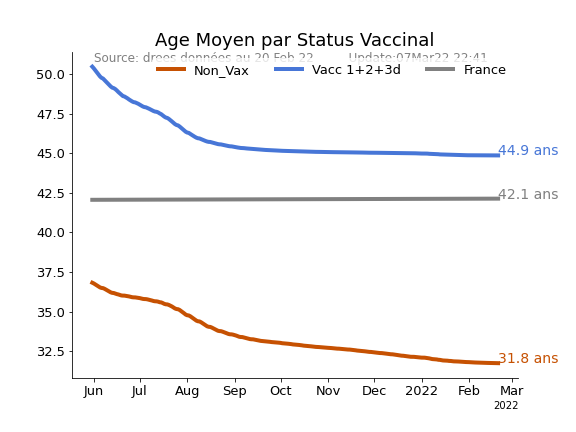 Age Moyen par Status Vaccinal
Source: drees données au 20 Feb 22 Update:07Mar22 22:41
Non_Vax Vacc 1+2+3d France
50.0
47.5
45.0
42.5
40.0
37.5
35.0
32.5
44.9 ans
42.1 ans
31.8 ans
Jun Jul Aug Sep Oct Nov Dec 2022 Feb Mar
2022